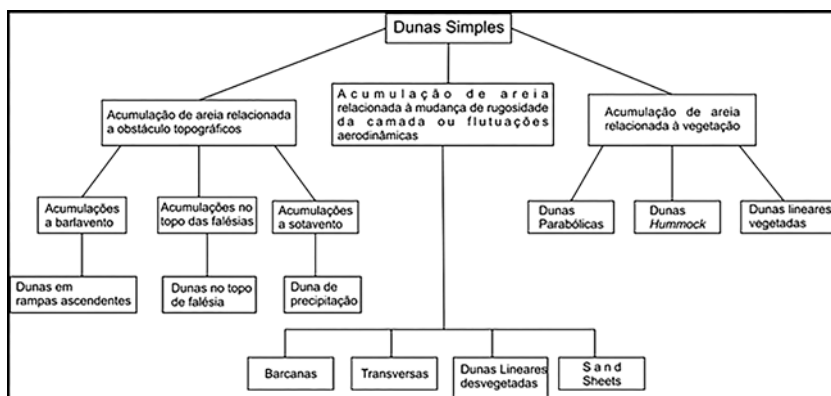 Dunas Simples
Acumulação de areia relacionada
a obstáculo topográficos
Acumulação de areia
relacionada à mudança de rugosidade
da camada ou flutuações
aerodinâmicas
Acumulação de areia
relacionada à vegetação
Acumulações
a barlavento
Acumulações no
topo das falésias
Acumulações
a sotavento
Dunas
Parabólicas
Dunas
Hummock
Dunas lineares
vegetadas
Dunas em
rampas ascendentes
Dunas no topo
de falésia
Duna de
precipitação
Barcanas
Transversas
Dunas Lineares
desvegetadas
Sand
Sheets